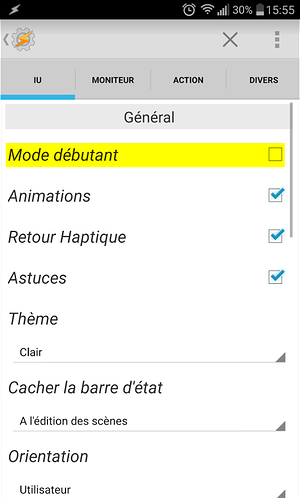 30% 15:55
IU MONITEUR ACTION DIVERS
Général
Mode débutant
Animations
Retour Haptique
Astuces
Thème
Clair
Cacher la barre d'état
A l'édition des scènes
Orientation
Utilisateur